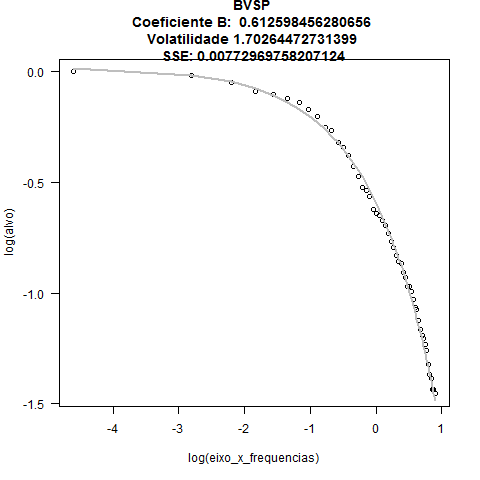 BVSP
Coeficiente B:  0.612598456280656
Volatilidade 1.70264472731399
SSE: 0.00772969758207124
0.0
-0.5
-1.0
-1.5
log(alvo)
-4
-3
-2
-1
0
1
log(eixo_x_frequencias)